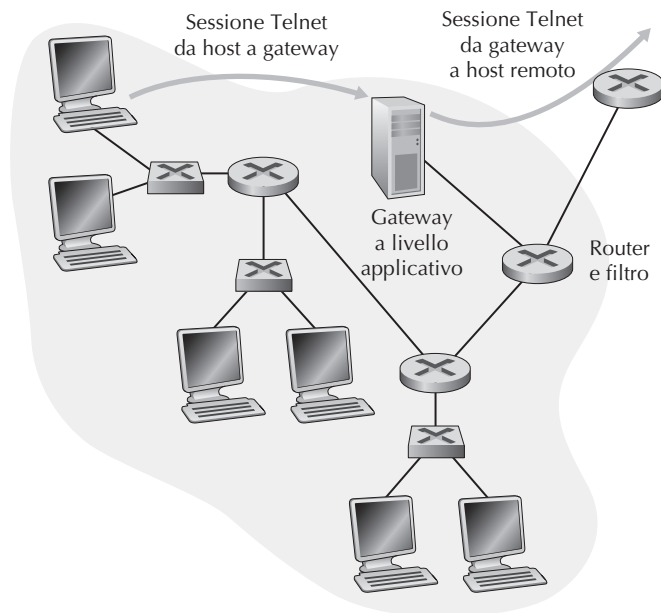 Sessione Telnet
da host a gateway
Sessione Telnet
da gateway
a host remoto
Gateway
a livello
applicativo
Router
e filtro